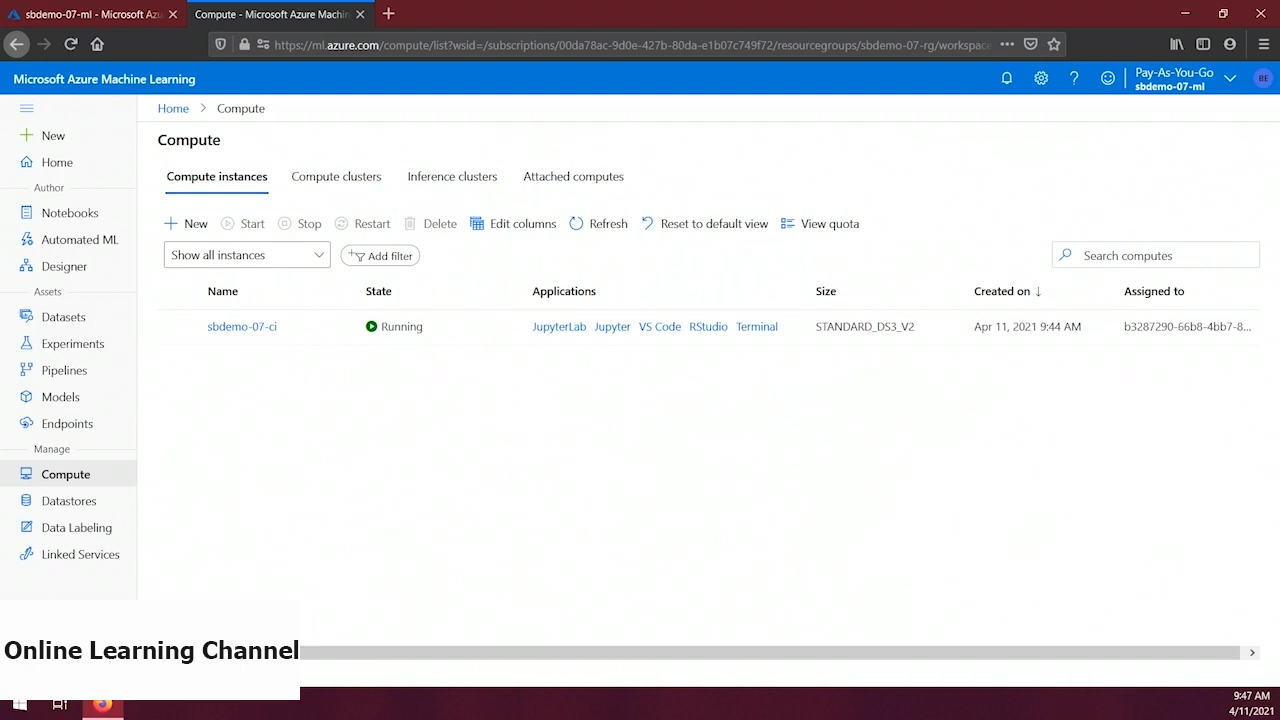 sbdemo-07-ml - Microsoft Azu
Compute - Microsoft Azure Machin
https://ml.azure.com/compute/list?wsid=/subscriptions/00da78ac-9d0e-427b-80da-e1b07c749f72/resourcegroups/sbdemo-07-rg/workspace
Microsoft Azure Machine Learning
Pay-As-You-Go
sbdemo-07-ml
BE
Home > Compute
New
Home
Author
Notebooks
Automated ML
Designer
Assets
Datasets
Experiments
Pipelines
Models
Endpoints
Manage
Compute
Datastores
Data Labeling
Linked Services
Compute
Compute instances Compute clusters Inference clusters Attached computes
New Start Stop Restart Delete Edit columns Refresh Reset to default view View quota
Show all instances Add filter Search computes
Name State Applications Size Created on ↓ Assigned to
sbdemo-07-ci Running JupyterLab Jupyter VS Code RStudio Terminal STANDARD_DS3_V2 Apr 11, 2021 9:44 AM b3287290-66b8-4bb7-8...
Online Learning Channel
9:47 AM
4/11/2021